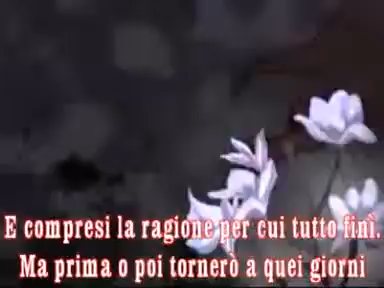 E compresi la ragione per cui tutto finì.
Ma prima o poi tornerò a quei giorni